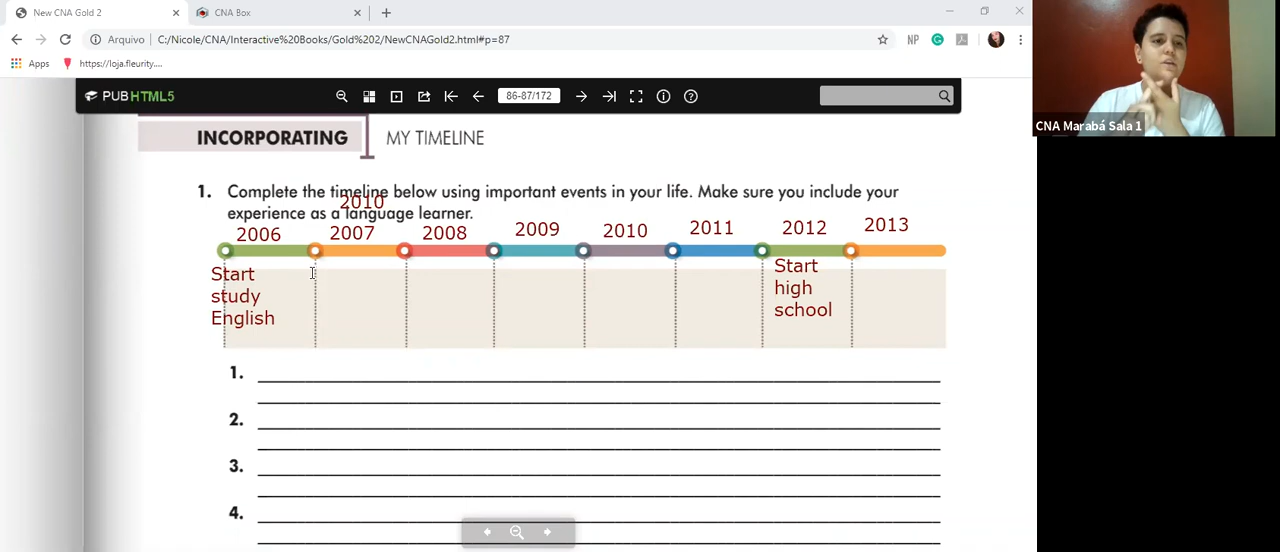 New CNA Gold 2
CNA Box
Arquivo
C:/Nicole/CNA/Interactive%20Books/Gold%202/NewCNAGold2.html#p=87
NP
Apps
https://loja.fleurity....
PUBHTML5
86-87/172
CNA Marabá Sala 1
INCORPORATING MY TIMELINE
1. Complete the timeline below using important events in your life. Make sure you include your
experience as a language learner.
2010
2006 2007 2008 2009 2010 2011 2012 2013
Start
study
English
Start
high
school
1.
2.
3.
4.